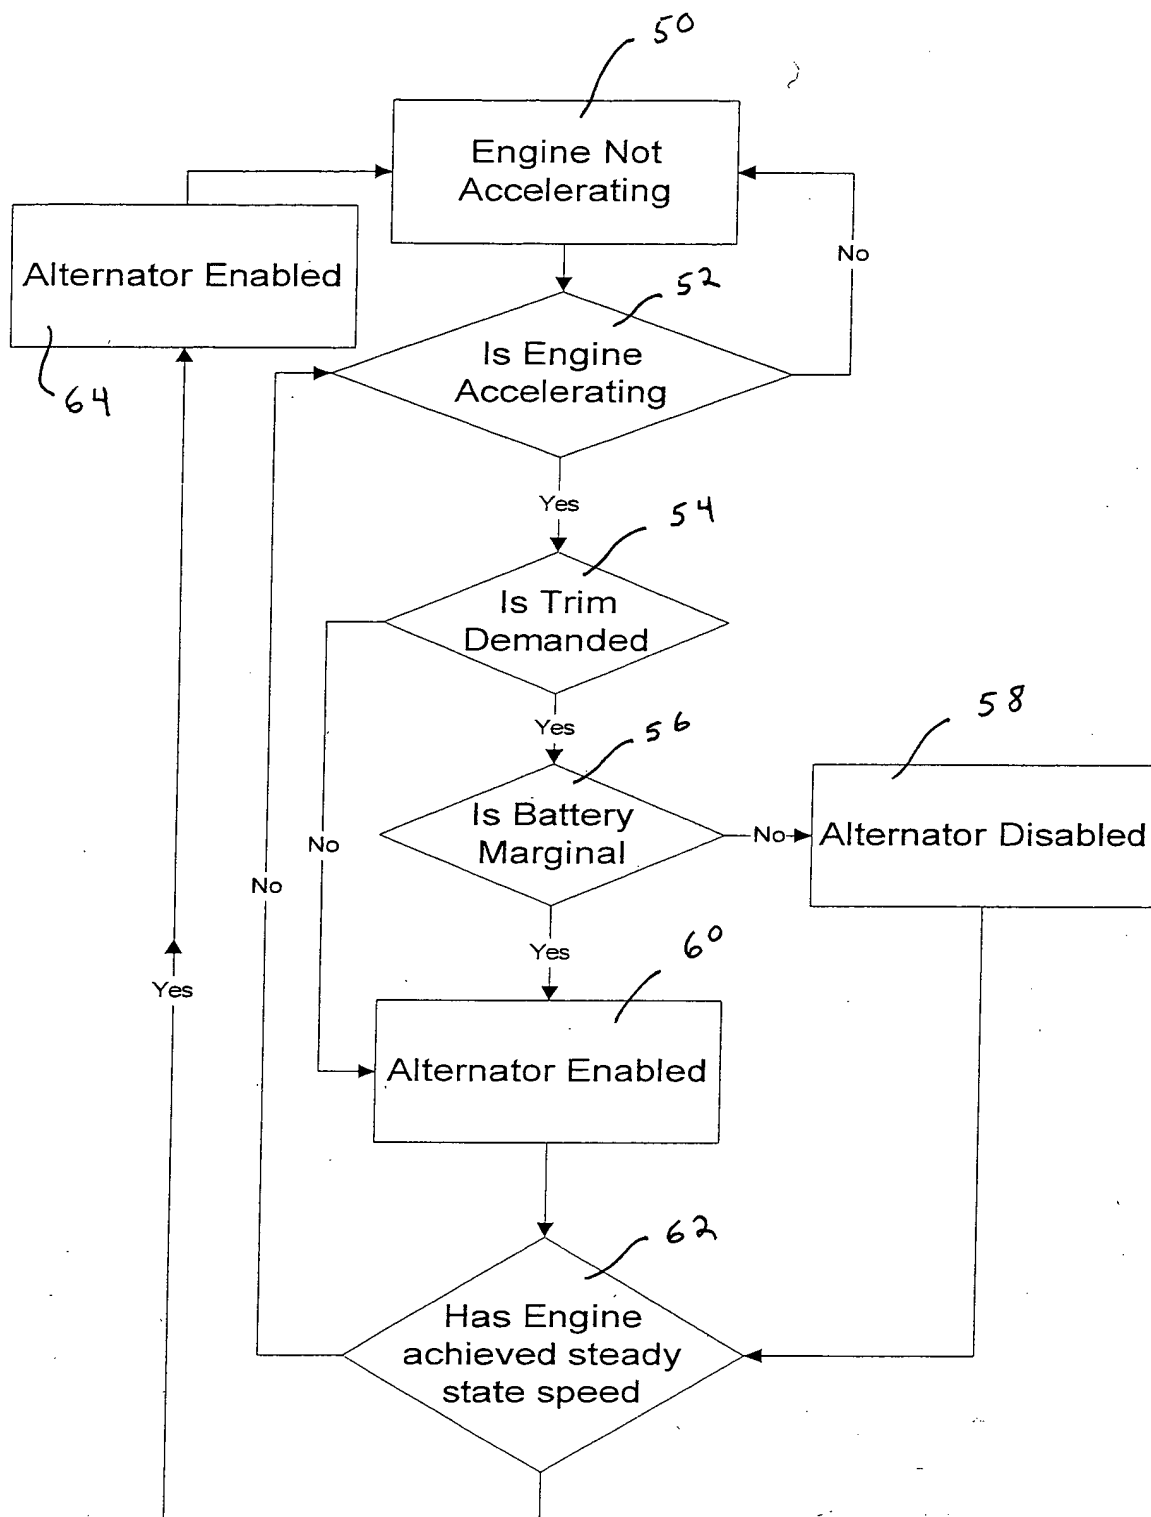 50
Engine Not
Accelerating
No
Alternator Enabled
64
52
Is Engine
Accelerating
Yes
54
Is Trim
Demanded
Yes
56
Is Battery
Marginal
No
58
Alternator Disabled
No
No
Yes
Yes
60
Alternator Enabled
62
Has Engine
achieved steady
state speed